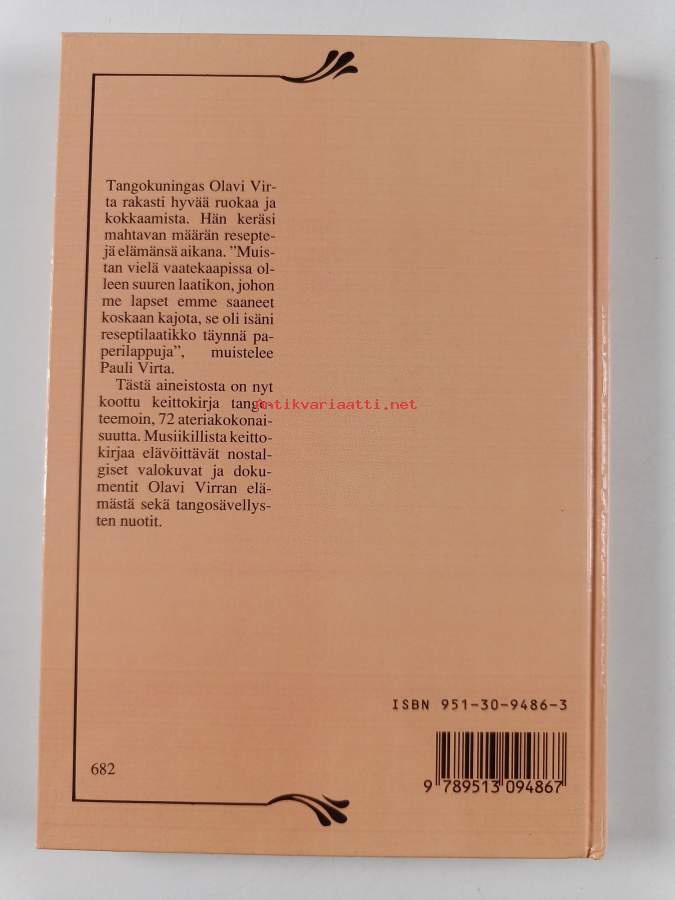 Tangokuningas Olavi Vir-
ta rakasti hyvää ruokaa ja
kokkaamista. Hän keräsi
mahtavan määrän resepte-
jä elämänsä aikana. ”Muis-
tan vielä vaatekaapissa ol-
leen suuren laatikon, johon
me lapset emme saaneet
koskaan kajota, se oli isäni
reseptilaatikko täynnä pa-
perilappuja”, muistelee
Pauli Virta.
Tästä aineistosta on nyt
koottu keittokirja tango-
teemoin, 72 ateriakokonai-
suutta. Musiikillista keitto-
kirjaa elävöittävät nostal-
giset valokuvat ja doku-
mentit Olavi Virran elä-
mästä sekä tangosävellys-
ten nuotit.
Antikvariaatti.net
ISBN 951-30-9486-3
9 789513 094867
682